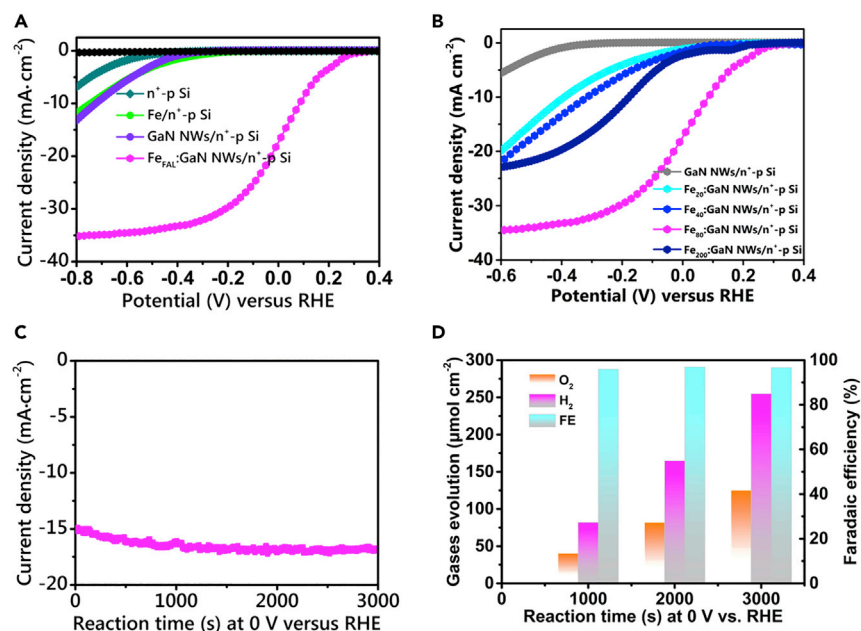 A
Current density (mA·cm⁻²)
0
-5
-10
-15
-20
-25
-30
-35
-40
n⁺-p Si
Fe/n⁺-p Si
GaN NWs/n⁺-p Si
Fe_FAL:GaN NWs/n⁺-p Si
-0.8 -0.6 -0.4 -0.2 0.0 0.2 0.4
Potential (V) versus RHE
B
Current density (mA cm⁻²)
0
-10
-20
-30
-40
GaN NWs/n⁺-p Si
Fe₂₀:GaN NWs/n⁺-p Si
Fe₄₀:GaN NWs/n⁺-p Si
Fe₈₀:GaN NWs/n⁺-p Si
Fe₂₀₀:GaN NWs/n⁺-p Si
-0.6 -0.4 -0.2 0.0 0.2 0.4
Potential (V) versus RHE
C
Current density (mA·cm⁻²)
0
-5
-10
-15
-20
0 1000 2000 3000
Reaction time (s) at 0 V versus RHE
D
Gases evolution (μmol cm⁻²)
300
250
200
150
100
50
0
O₂
H₂
FE
100
80
60
40
20
0
Faradaic efficiency (%)
0 1000 2000 3000
Reaction time (s) at 0 V vs. RHE